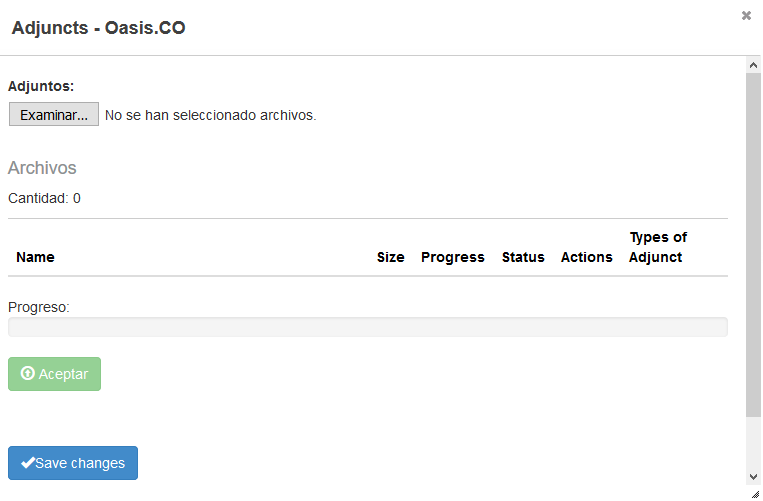 Adjuncts - Oasis.CO
Adjuntos:
Examinar... No se han seleccionado archivos.
Archivos
Cantidad: 0
Name Size Progress Status Actions Types of Adjunct
Progreso:
Aceptar
Save changes